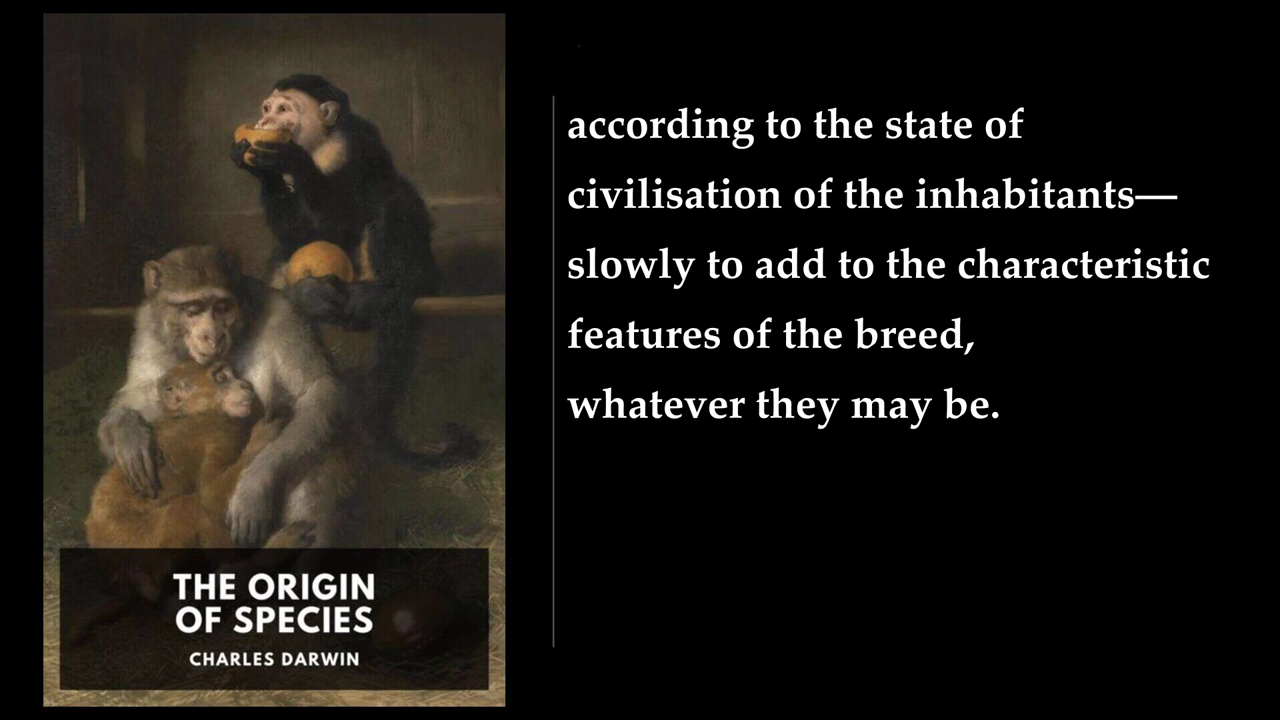 according to the state of
civilisation of the inhabitants—
slowly to add to the characteristic
features of the breed,
whatever they may be.
THE ORIGIN
OF SPECIES
CHARLES DARWIN